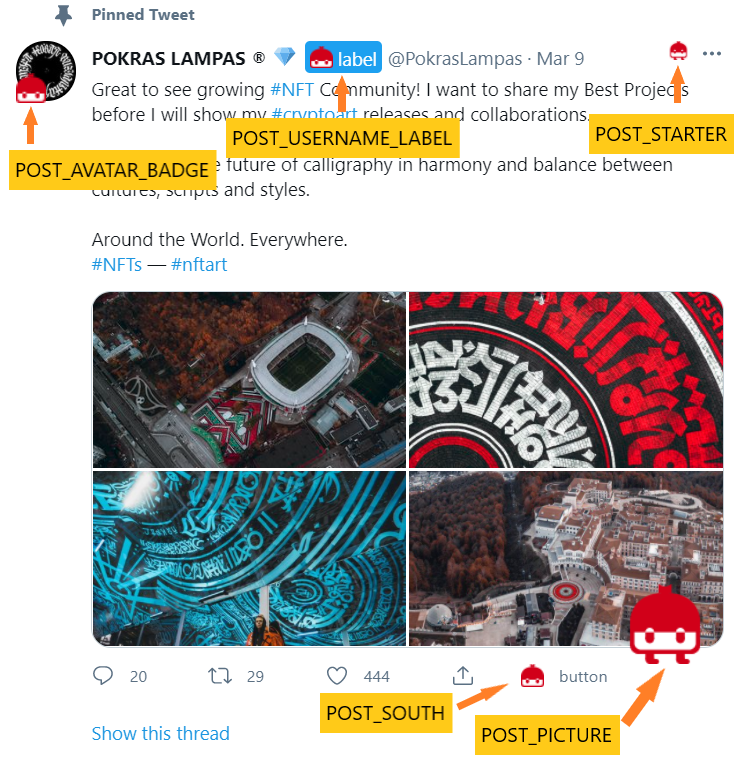 Pinned Tweet
POKRAS LAMPAS ® 💎 label @PokrasLampas · Mar 9
Great to see growing #NFT Community! I want to share my Best Projects
before I will show my #cryptoart releases and collaborations.
POST_USERNAME_LABEL
POST_STARTER
POST_AVATAR_BADGE
future of calligraphy in harmony and balance between
cultures, scripts and styles.
Around the World. Everywhere.
#NFTs — #nftart
20 29 444 button
POST_SOUTH
POST_PICTURE
Show this thread